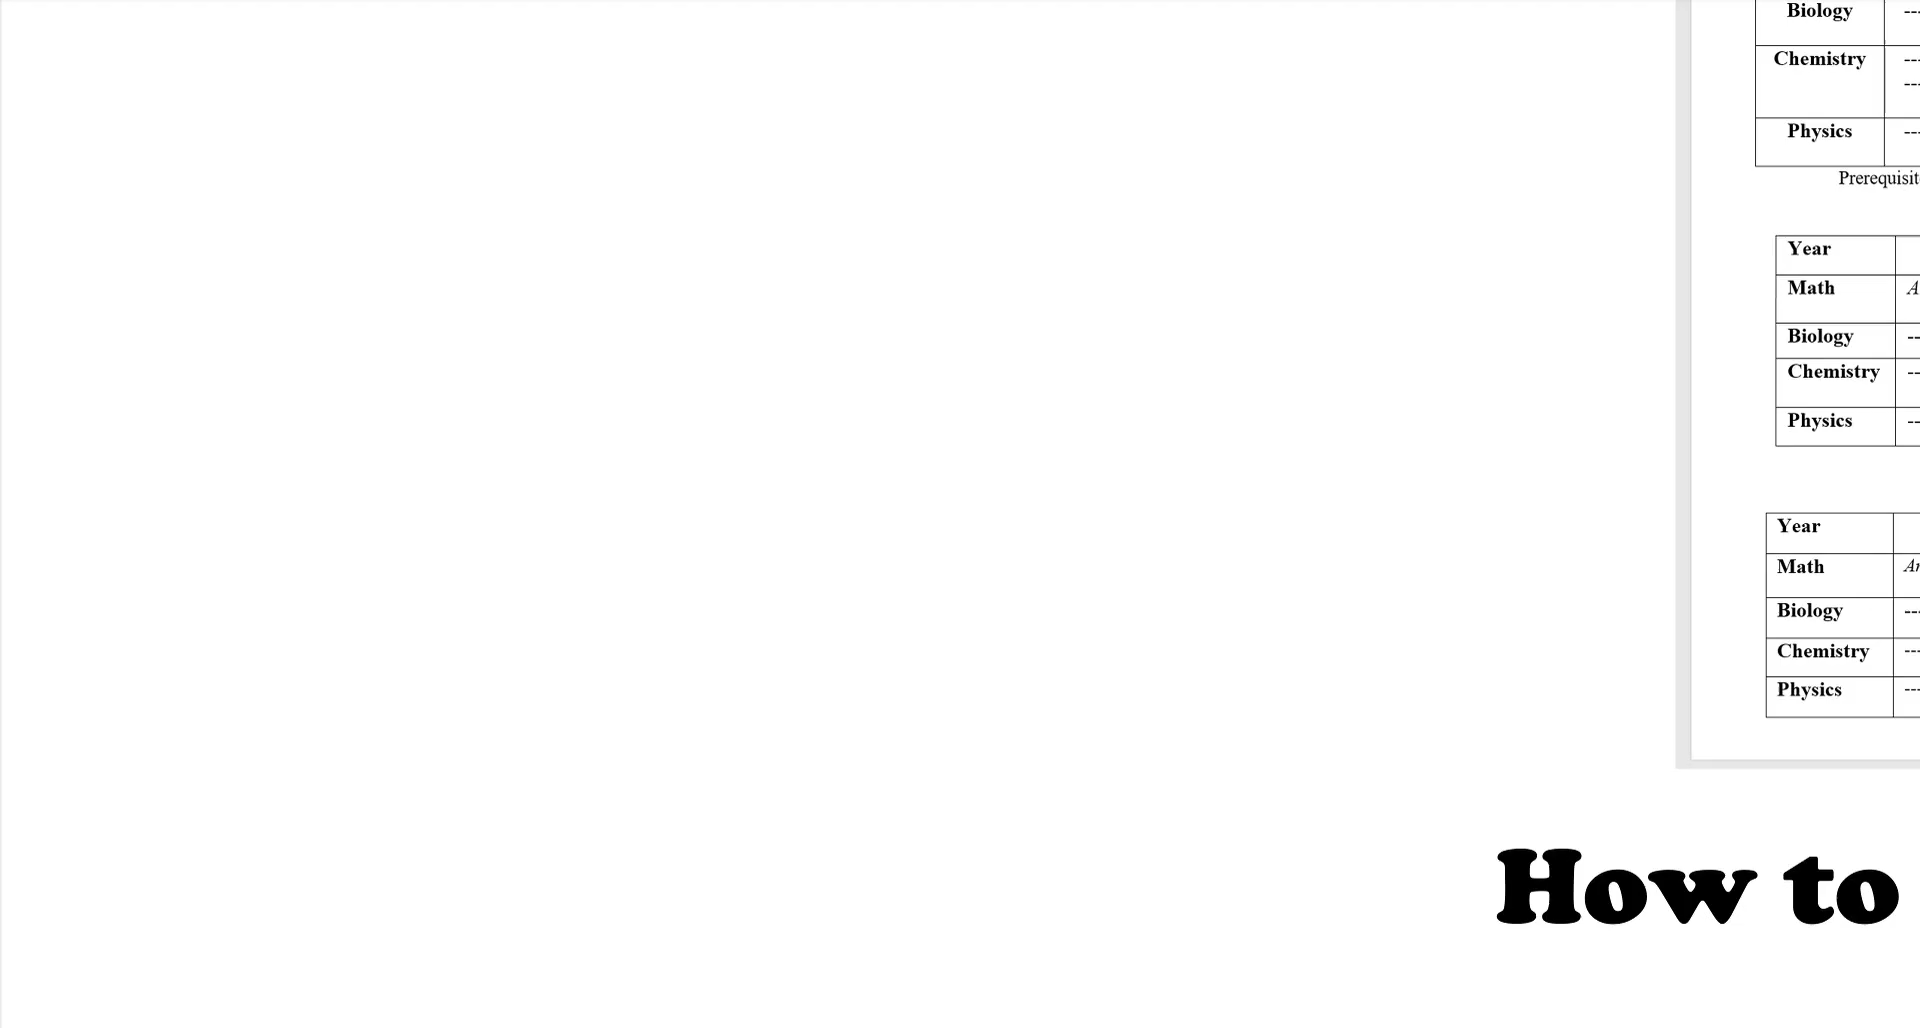 Biology ---
Chemistry ---
---
Physics ---
Year
Math A
Biology --
Chemistry --
Physics --
Year
Math
Biology ---
Chemistry ---
Physics ---
How to